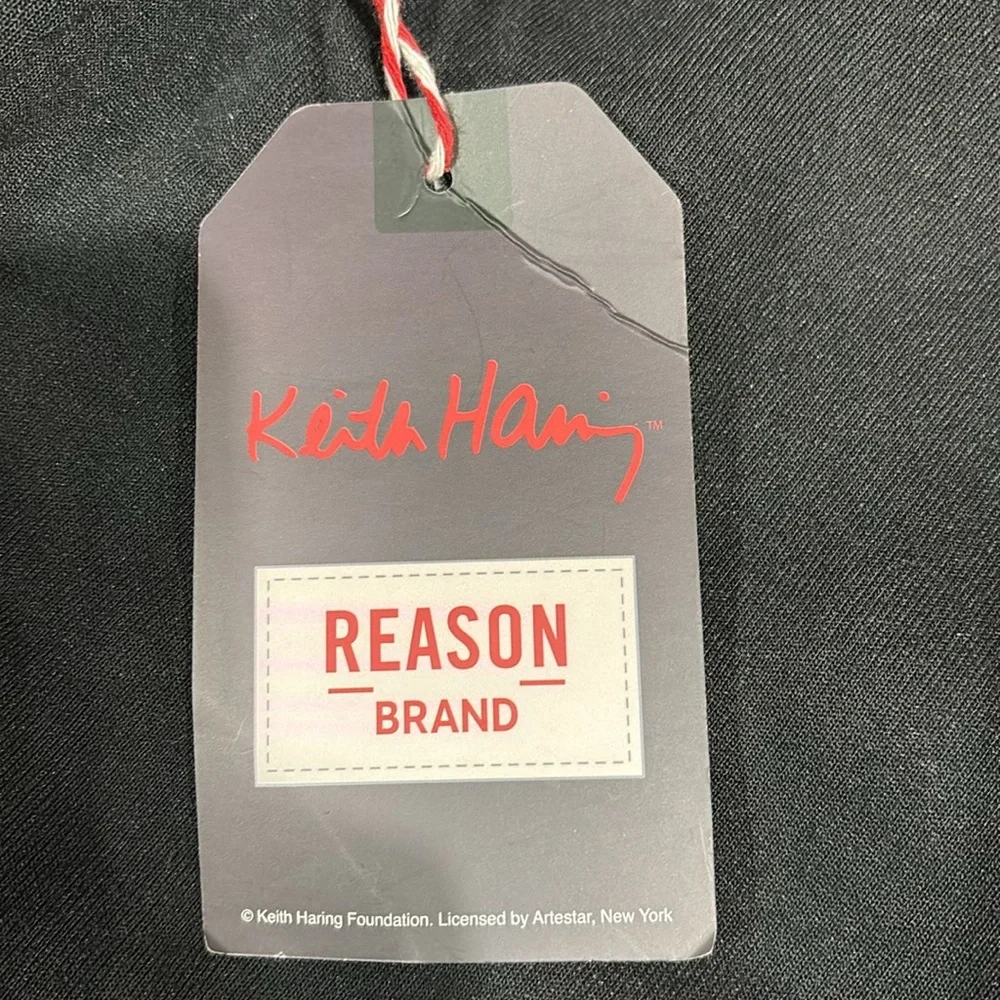 Keith Haring™
REASON
BRAND
© Keith Haring Foundation. Licensed by Artestar, New York